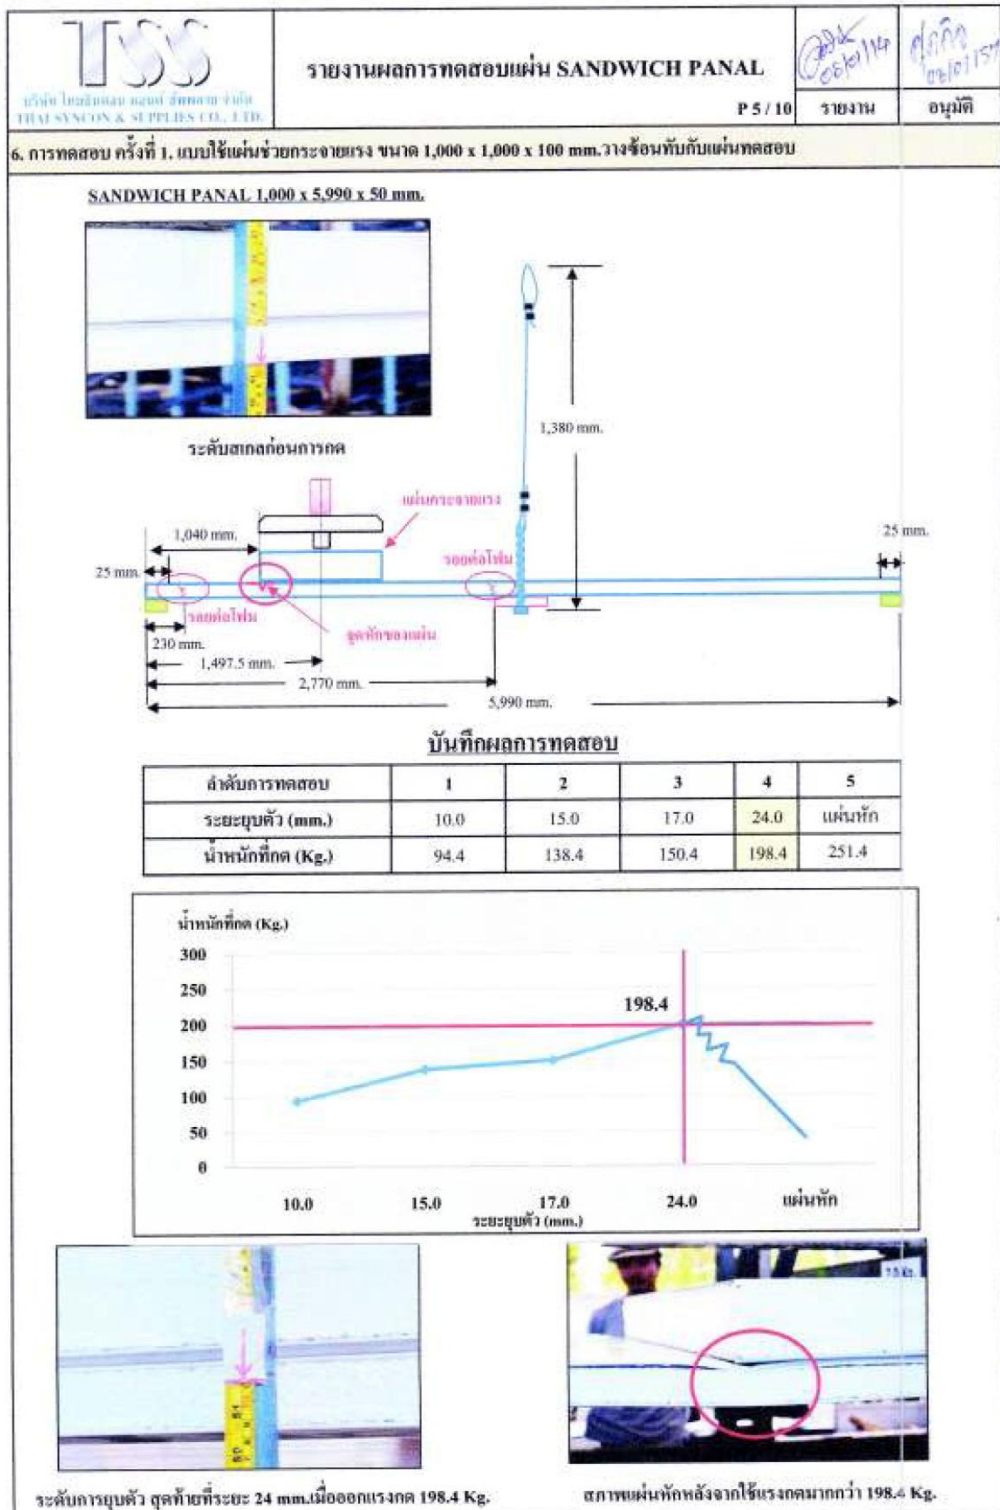 TSS
บริษัท ไทยซินคอน แอนด์ ซัพพลาย จำกัด
THAI SYNCON & SUPPLIES CO., LTD.
รายงานผลการทดสอบแผ่น SANDWICH PANAL
P 5 / 10
06/01/14
รายงาน
อนุมัติ
6. การทดสอบ ครั้งที่ 1. แบบใช้แผ่นช่วยกระจายแรง ขนาด 1,000 x 1,000 x 100 mm.วางซ้อนทับกับแผ่นทดสอบ
SANDWICH PANAL 1,000 x 5,990 x 50 mm.
ระดับสเกลก่อนการกด
1,380 mm.
แผ่นกระจายแรง
1,040 mm.
25 mm.
รอยต่อโฟม
25 mm.
รอยต่อโฟม
จุดหักของแผ่น
230 mm.
1,497.5 mm.
2,770 mm.
5,990 mm.
บันทึกผลการทดสอบ
ลำดับการทดสอบ 1 2 3 4 5
ระยะยุบตัว (mm.) 10.0 15.0 17.0 24.0 แผ่นหัก
น้ำหนักที่กด (Kg.) 94.4 138.4 150.4 198.4 251.4
น้ำหนักที่กด (Kg.)
300
250
198.4
200
150
100
50
0
10.0 15.0 17.0 24.0 แผ่นหัก
ระยะยุบตัว (mm.)
ระดับการยุบตัว สุดท้ายที่ระยะ 24 mm.เมื่อออกแรงกด 198.4 Kg.
สภาพแผ่นหักหลังจากใช้แรงกดมากกว่า 198.4 Kg.